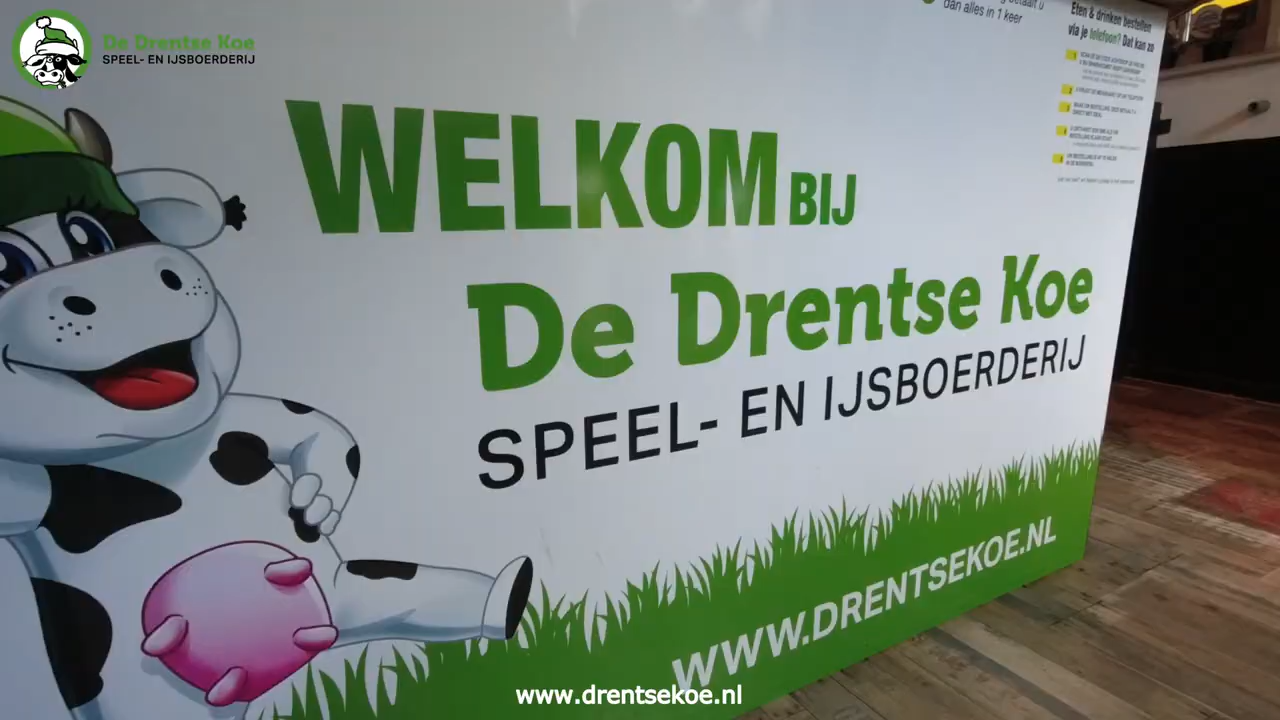 De Drentse Koe
SPEEL- EN IJSBOERDERIJ
betaalt u
dan alles in 1 keer
Eten & drinken bestellen
via je telefoon? Dat kan zo
WELKOM BIJ
De Drentse Koe
SPEEL- EN IJSBOERDERIJ
WWW.DRENTSEKOE.NL
www.drentsekoe.nl